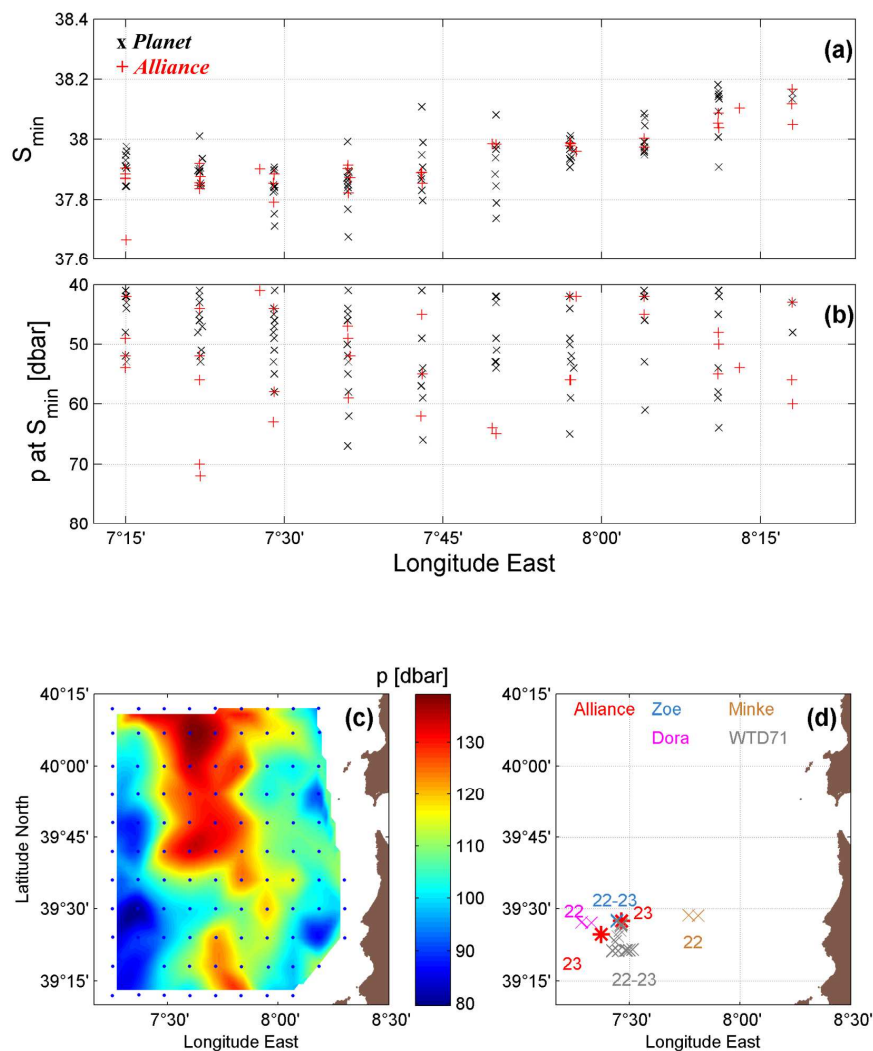 38.4
38.2
38
37.8
37.6
S_min
x Planet
+ Alliance
(a)
40
50
60
70
80
p at S_min [dbar]
(b)
7°15' 7°30' 7°45' 8°00' 8°15'
Longitude East
p [dbar]
40°15'
40°00'
39°45'
39°30'
39°15'
Latitude North
(c)
7°30' 8°00' 8°30'
Longitude East
130
120
110
100
90
80
40°15'
40°00'
39°45'
39°30'
39°15'
Alliance Zoe Minke
Dora WTD71
(d)
22-23
22 23
22
23
22-23
7°30' 8°00' 8°30'
Longitude East